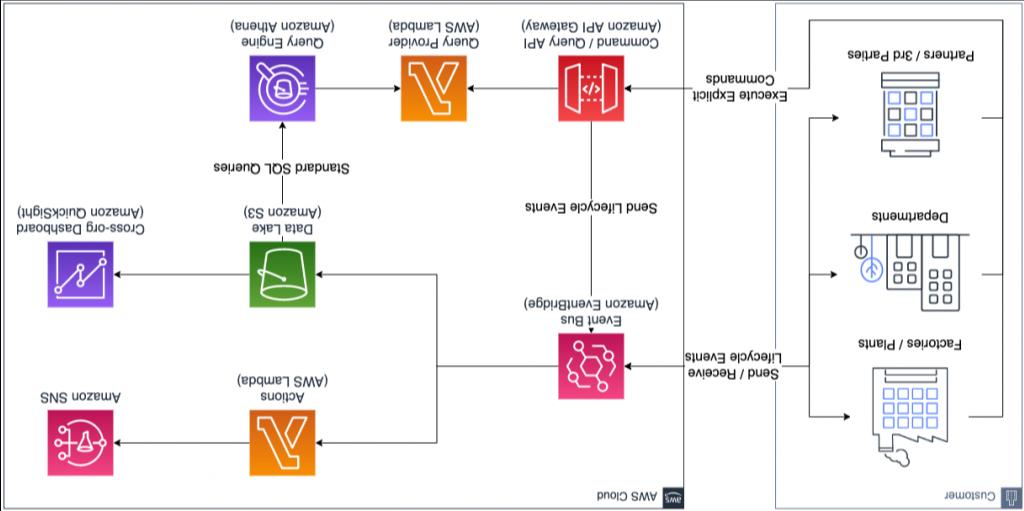 Customer
AWS Cloud
aws
Factories / Plants
Send / Receive
Lifecycle Events
Event Bus
(Amazon EventBridge)
Actions
(AWS Lambda)
Amazon SNS
Departments
Send Lifecycle Events
Data Lake
(Amazon S3)
Cross-org Dashboard
(Amazon QuickSight)
Standard SQL Queries
Partners / 3rd Parties
Execute Explicit
Commands
Command / Query API
(Amazon API Gateway)
Query Provider
(AWS Lambda)
Query Engine
(Amazon Athena)